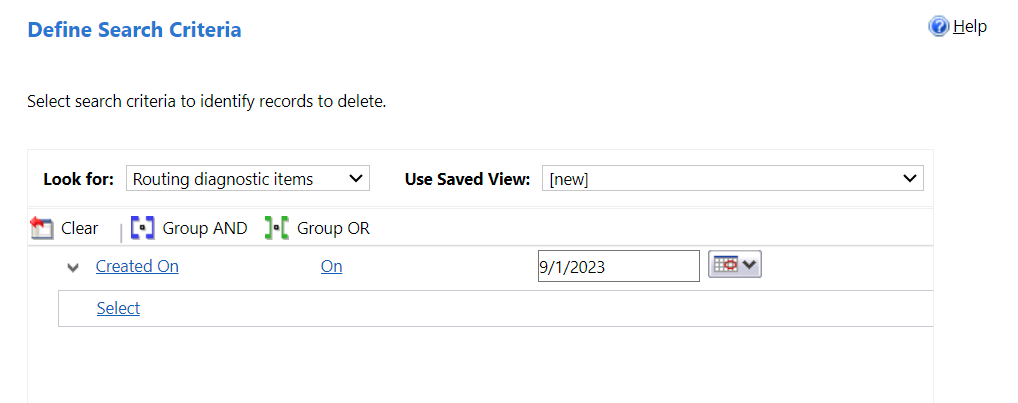 Define Search Criteria
Help
Select search criteria to identify records to delete.
Look for: Routing diagnostic items Use Saved View: [new]
Clear Group AND Group OR
Created On On 9/1/2023
Select